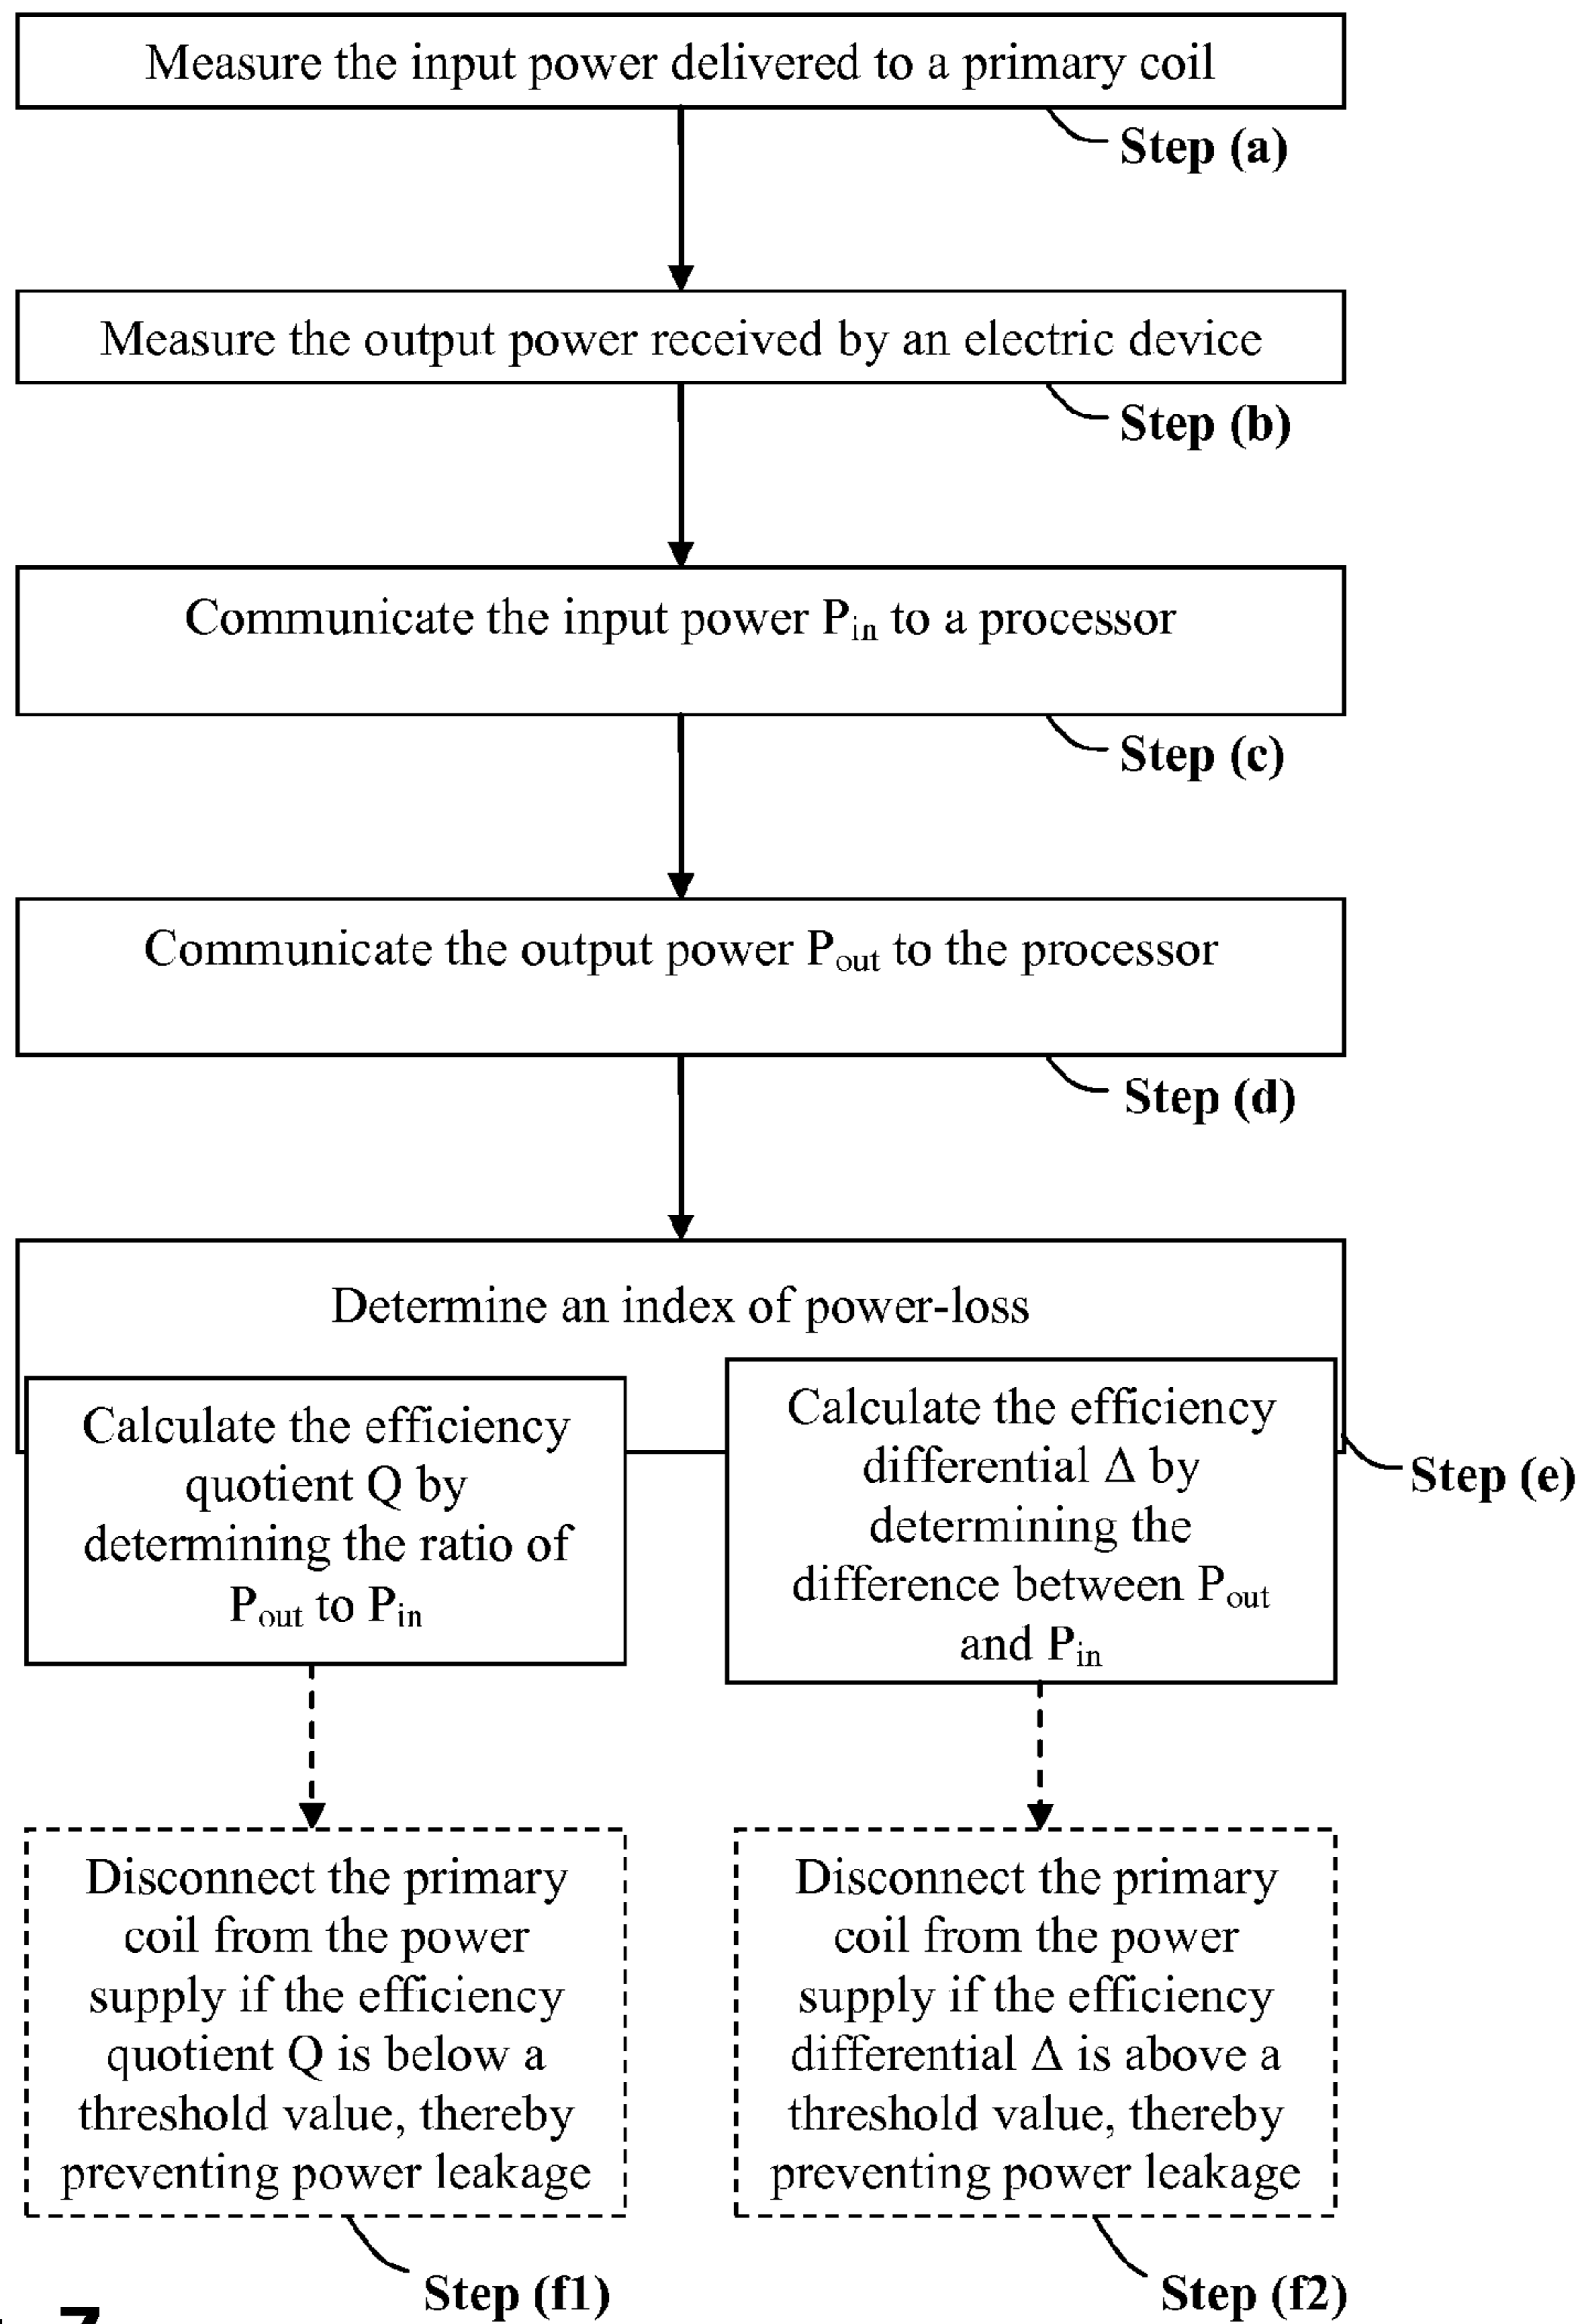 Measure the input power delivered to a primary coil
Step (a)
Measure the output power received by an electric device
Step (b)
Communicate the input power Pin to a processor
Step (c)
Communicate the output power Pout to the processor
Step (d)
Determine an index of power-loss
Calculate the efficiency
quotient Q by
determining the ratio of
Pout to Pin
Calculate the efficiency
differential Δ by
determining the
difference between Pout
and Pin
Step (e)
Disconnect the primary
coil from the power
supply if the efficiency
quotient Q is below a
threshold value, thereby
preventing power leakage
Step (f1)
Disconnect the primary
coil from the power
supply if the efficiency
differential Δ is above a
threshold value, thereby
preventing power leakage
Step (f2)